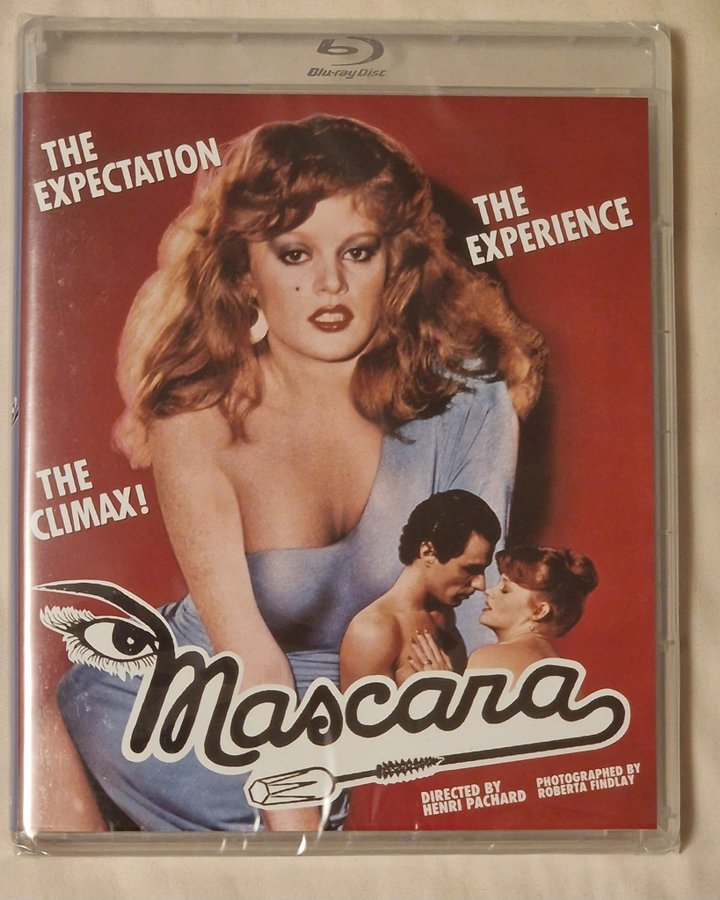 Blu-ray Disc
THE
EXPECTATION
THE
EXPERIENCE
THE
CLIMAX!
Mascara
DIRECTED BY
HENRI PACHARD
PHOTOGRAPHED BY
ROBERTA FINDLAY